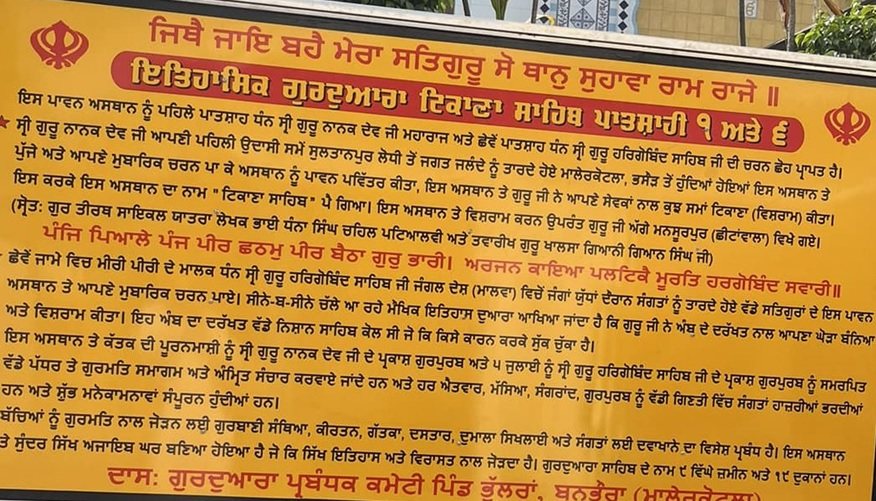 ਜਿਥੈ ਜਾਇ ਬਹੈ ਮੇਰਾ ਸਤਿਗੁਰੂ ਸੋ ਥਾਨੁ ਸੁਹਾਵਾ ਰਾਮ ਰਾਜੇ ॥
ਇਤਿਹਾਸਿਕ ਗੁਰਦੁਆਰਾ ਟਿਕਾਣਾ ਸਾਹਿਬ ਪਾਤਸ਼ਾਹੀ ੧ ਅਤੇ ੬
ਇਸ ਪਾਵਨ ਅਸਥਾਨ ਨੂੰ ਪਹਿਲੇ ਪਾਤਸ਼ਾਹ ਧੰਨ ਸ੍ਰੀ ਗੁਰੂ ਨਾਨਕ ਦੇਵ ਜੀ ਮਹਾਰਾਜ ਅਤੇ ਛੇਵੇਂ ਪਾਤਸ਼ਾਹ ਧੰਨ ਸ੍ਰੀ ਗੁਰੂ ਹਰਿਗੋਬਿੰਦ ਸਾਹਿਬ ਜੀ ਦੀ ਚਰਨ ਛੋਹ ਪ੍ਰਾਪਤ ਹੈ।
★ ਸ੍ਰੀ ਗੁਰੂ ਨਾਨਕ ਦੇਵ ਜੀ ਆਪਣੀ ਪਹਿਲੀ ਉਦਾਸੀ ਸਮੇਂ ਸੁਲਤਾਨਪੁਰ ਲੋਧੀ ਤੋਂ ਜਗਤ ਜਲੰਦੇ ਨੂੰ ਤਾਰਦੇ ਹੋਏ ਮਾਲੇਰਕੋਟਲਾ, ਭਸੌੜ ਤੋਂ ਹੁੰਦਿਆਂ ਹੋਇਆਂ ਇਸ ਅਸਥਾਨ ਤੇ
ਪੁੱਜੇ ਅਤੇ ਆਪਣੇ ਮੁਬਾਰਿਕ ਚਰਨ ਪਾ ਕੇ ਅਸਥਾਨ ਨੂੰ ਪਾਵਨ ਪਵਿੱਤਰ ਕੀਤਾ, ਇਸ ਅਸਥਾਨ ਤੇ ਗੁਰੂ ਜੀ ਨੇ ਆਪਣੇ ਸੇਵਕਾਂ ਨਾਲ ਕੁਝ ਸਮਾਂ ਟਿਕਾਣਾ (ਵਿਸ਼ਰਾਮ) ਕੀਤਾ।
ਇਸ ਕਰਕੇ ਇਸ ਅਸਥਾਨ ਦਾ ਨਾਮ " ਟਿਕਾਣਾ ਸਾਹਿਬ" ਪੈ ਗਿਆ। ਇਸ ਅਸਥਾਨ ਤੇ ਵਿਸ਼ਰਾਮ ਕਰਨ ਉਪਰੰਤ ਗੁਰੂ ਜੀ ਅੱਗੇ ਮਨਸੂਰਪੁਰ (ਛੀਟਾਂਵਾਲਾ) ਵਿਖੇ ਗਏ।
(ਸ੍ਰੋਤ: ਗੁਰ ਤੀਰਥ ਸਾਇਕਲ ਯਾਤਰਾ ਲੇਖਕ ਭਾਈ ਧੰਨਾ ਸਿੰਘ ਚਹਿਲ ਪਟਿਆਲਵੀ ਅਤੇ ਤਵਾਰੀਖ ਗੁਰੂ ਖਾਲਸਾ ਗਿਆਨੀ ਗਿਆਨ ਸਿੰਘ ਜੀ)
ਪੰਜਿ ਪਿਆਲੇ ਪੰਜ ਪੀਰ ਛਠਮੁ ਪੀਰ ਬੈਠਾ ਗੁਰੁ ਭਾਰੀ। ਅਰਜਨ ਕਾਇਆ ਪਲਟਿਕੈ ਮੂਰਤਿ ਹਰਗੋਬਿੰਦ ਸਵਾਰੀ॥
ਛੇਵੇਂ ਜਾਮੇ ਵਿਚ ਮੀਰੀ ਪੀਰੀ ਦੇ ਮਾਲਕ ਧੰਨ ਸ੍ਰੀ ਗੁਰੂ ਹਰਿਗੋਬਿੰਦ ਸਾਹਿਬ ਜੀ ਜੰਗਲ ਦੇਸ਼ (ਮਾਲਵਾ) ਵਿਚੋਂ ਜੰਗਾਂ ਯੁੱਧਾਂ ਦੌਰਾਨ ਸੰਗਤਾਂ ਨੂੰ ਤਾਰਦੇ ਹੋਏ ਵੱਡੇ ਸਤਿਗੁਰਾਂ ਦੇ ਇਸ ਪਾਵਨ
ਅਸਥਾਨ ਤੇ ਆਪਣੇ ਮੁਬਾਰਿਕ ਚਰਨ ਪਾਏ। ਸੀਨੇ-ਬ-ਸੀਨੇ ਚੱਲੇ ਆ ਰਹੇ ਮੌਖਿਕ ਇਤਿਹਾਸ ਦੁਆਰਾ ਆਖਿਆ ਜਾਂਦਾ ਹੈ ਕਿ ਗੁਰੂ ਜੀ ਨੇ ਅੰਬ ਦੇ ਦਰੱਖਤ ਨਾਲ ਆਪਣਾ ਘੋੜਾ ਬੰਨਿਆ
ਅਤੇ ਵਿਸ਼ਰਾਮ ਕੀਤਾ। ਇਹ ਅੰਬ ਦਾ ਦਰੱਖਤ ਵੱਡੇ ਨਿਸ਼ਾਨ ਸਾਹਿਬ ਕੋਲ ਸੀ ਜੋ ਕਿ ਕਿਸੇ ਕਾਰਨ ਕਰਕੇ ਸੁੱਕ ਚੁੱਕਾ ਹੈ।
ਇਸ ਅਸਥਾਨ ਤੇ ਕੱਤਕ ਦੀ ਪੂਰਨਮਾਸ਼ੀ ਨੂੰ ਸ੍ਰੀ ਗੁਰੂ ਨਾਨਕ ਦੇਵ ਜੀ ਦੇ ਪ੍ਰਕਾਸ਼ ਗੁਰਪੁਰਬ ਅਤੇ ੫ ਜੁਲਾਈ ਨੂੰ ਸ੍ਰੀ ਗੁਰੂ ਹਰਿਗੋਬਿੰਦ ਸਾਹਿਬ ਜੀ ਦੇ ਪ੍ਰਕਾਸ਼ ਗੁਰਪੁਰਬ ਨੂੰ ਸਮਰਪਿਤ
ਵੱਡੇ ਪੱਧਰ ਤੇ ਗੁਰਮਤਿ ਸਮਾਗਮ ਅਤੇ ਅੰਮ੍ਰਿਤ ਸੰਚਾਰ ਕਰਵਾਏ ਜਾਂਦੇ ਹਨ ਅਤੇ ਹਰ ਐਤਵਾਰ, ਮੱਸਿਆ, ਸੰਗਰਾਂਦ, ਗੁਰਪੁਰਬ ਨੂੰ ਵੱਡੀ ਗਿਣਤੀ ਵਿੱਚ ਸੰਗਤਾਂ ਹਾਜ਼ਰੀਆਂ ਭਰਦੀਆਂ
ਹਨ ਅਤੇ ਸ਼ੁੱਭ ਮਨੋਕਾਮਨਾਵਾਂ ਸੰਪੂਰਨ ਹੁੰਦੀਆਂ ਹਨ।
ਬੱਚਿਆਂ ਨੂੰ ਗੁਰਮਤਿ ਨਾਲ ਜੋੜਨ ਲਈ ਗੁਰਬਾਣੀ ਸੰਥਿਆ, ਕੀਰਤਨ, ਗੱਤਕਾ, ਦਸਤਾਰ, ਦੁਮਾਲਾ ਸਿਖਲਾਈ ਅਤੇ ਸੰਗਤਾਂ ਲਈ ਦਵਾਖਾਨੇ ਦਾ ਵਿਸ਼ੇਸ਼ ਪ੍ਰਬੰਧ ਹੈ। ਇਸ ਅਸਥਾਨ
ਤੇ ਸੁੰਦਰ ਸਿੱਖ ਅਜਾਇਬ ਘਰ ਬਣਿਆ ਹੋਇਆ ਹੈ ਜੋ ਕਿ ਸਿੱਖ ਇਤਿਹਾਸ ਅਤੇ ਵਿਰਾਸਤ ਨਾਲ ਜੋੜਦਾ ਹੈ। ਗੁਰਦੁਆਰਾ ਸਾਹਿਬ ਦੇ ਨਾਮ ੯ ਵਿੱਘੇ ਜ਼ਮੀਨ ਅਤੇ ੧੯ ਦੁਕਾਨਾਂ ਹਨ।
ਦਾਸ: ਗੁਰਦੁਆਰਾ ਪ੍ਰਬੰਧਕ ਕਮੇਟੀ ਪਿੰਡ ਭੁੱਲਰਾਂ, ਬਨਭੌਰਾ (ਮਾਲੇਰਕੋਟਲਾ)